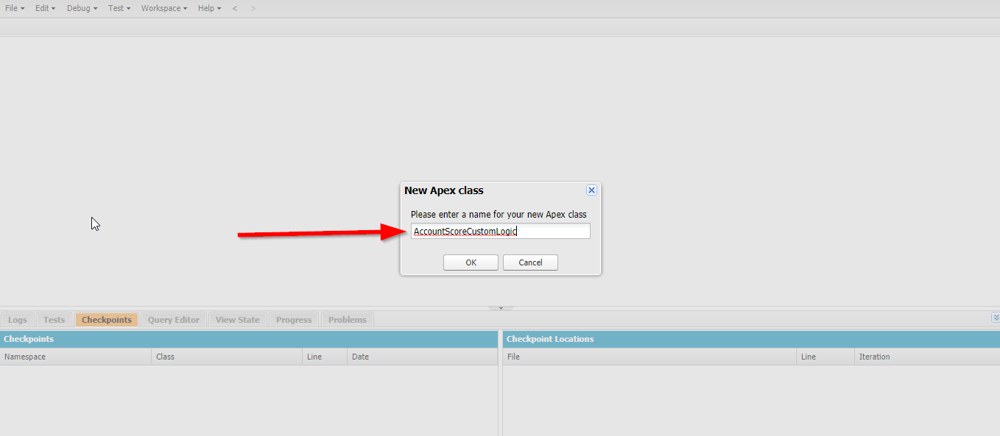 File Edit Debug Test Workspace Help < >
New Apex class
Please enter a name for your new Apex class
AccountScoreCustomLogic
OK Cancel
Logs Tests Checkpoints Query Editor View State Progress Problems
Checkpoints Checkpoint Locations
Namespace Class Line Date File Line Iteration